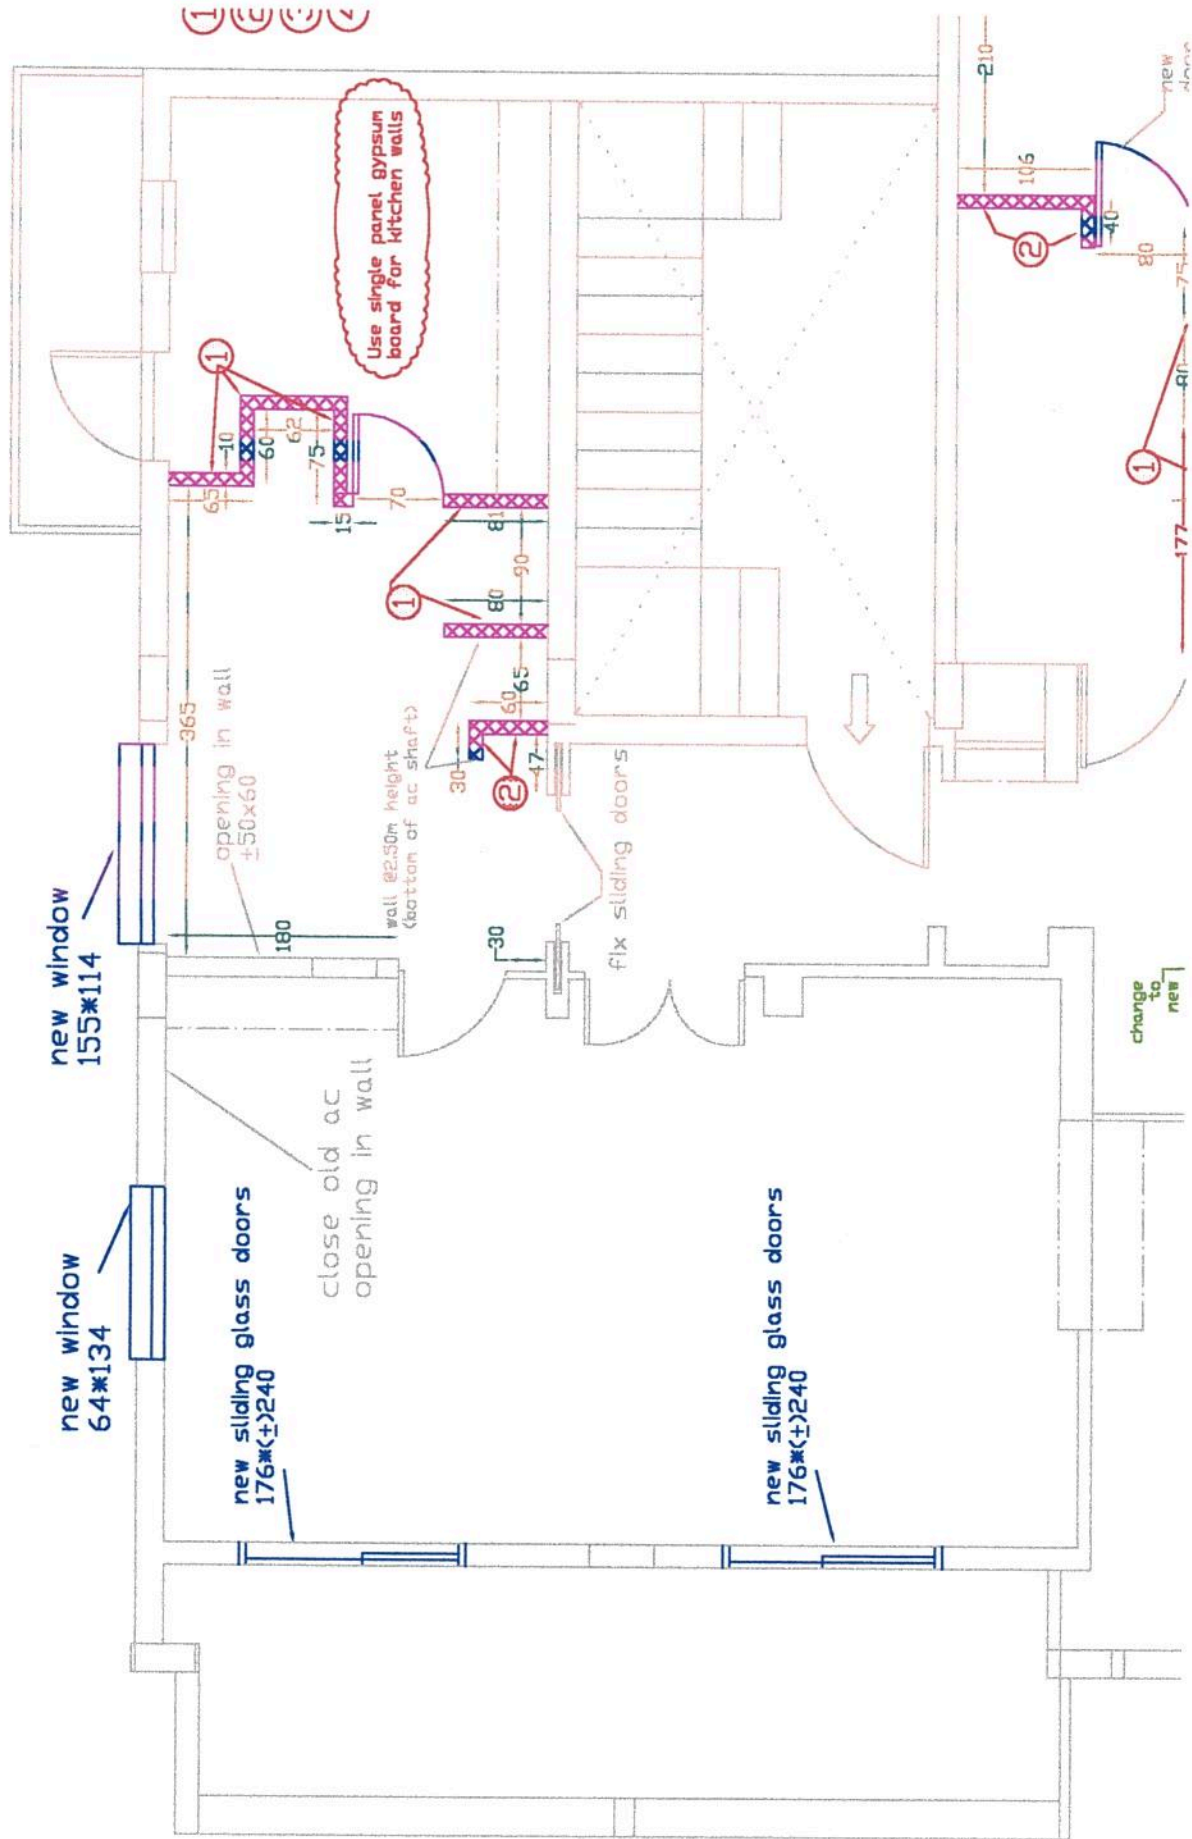 new window
155*114
new window
64*134
new sliding glass doors
176*(±)240
new sliding glass doors
176*(±)240
close old ac
opening in wall
opening in wall
±50x60
wall @2.50m height
(bottom of ac shaft)
fix sliding doors
Use single panel gypsum
board for kitchen walls
change
to
new
new
365
180
65
10
60
62
75
75
15
70
81
90
80
65
60
30
47
30
210
106
40
80
75
80
177
1
1
2
2
1
1